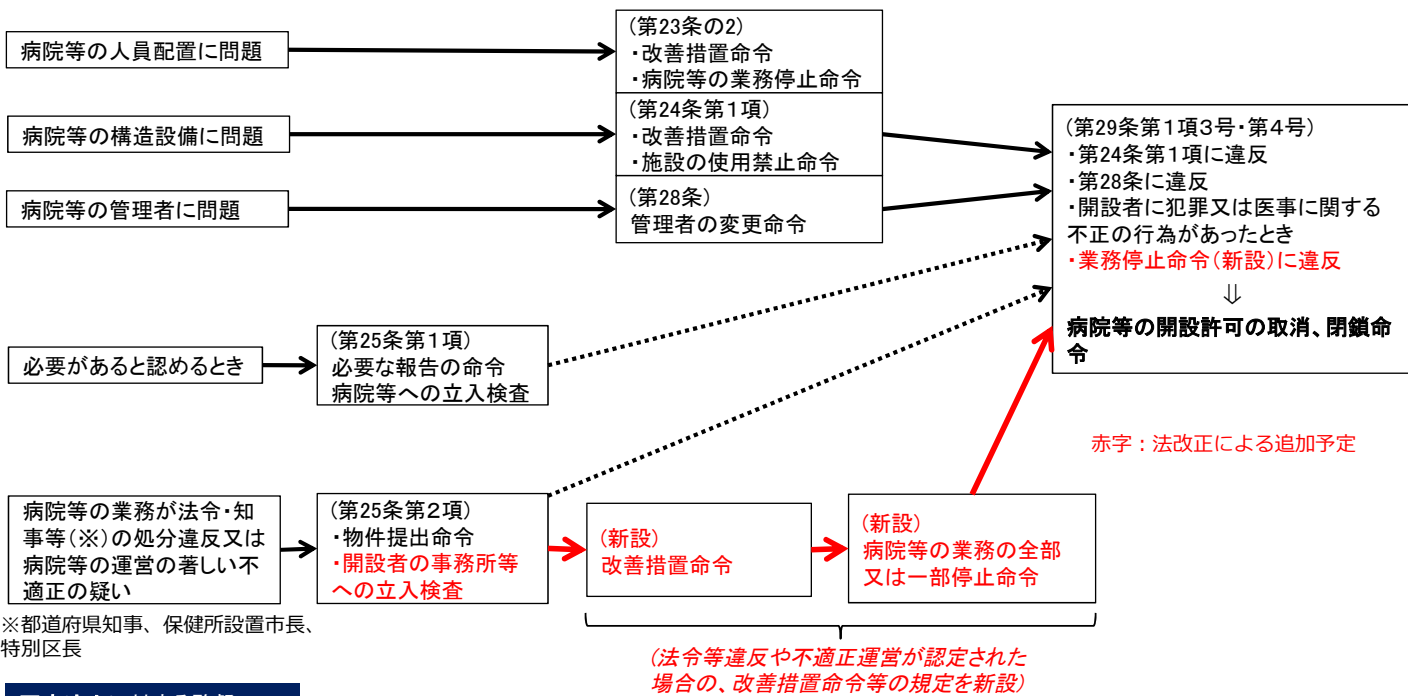 病院等の人員配置に問題
(第23条の2)
・改善措置命令
・病院等の業務停止命令
病院等の構造設備に問題
(第24条第1項)
・改善措置命令
・施設の使用禁止命令
病院等の管理者に問題
(第28条)
管理者の変更命令
(第29条第1項3号・第4号)
・第24条第1項に違反
・第28条に違反
・開設者に犯罪又は医事に関する
不正の行為があったとき
・業務停止命令(新設)に違反
⇓
病院等の開設許可の取消、閉鎖命
令
必要があると認めるとき
(第25条第1項)
必要な報告の命令
病院等への立入検査
赤字：法改正による追加予定
病院等の業務が法令・知
事等(※)の処分違反又は
病院等の運営の著しい不
適正の疑い
(第25条第2項)
・物件提出命令
・開設者の事務所等
への立入検査
(新設)
改善措置命令
(新設)
病院等の業務の全部
又は一部停止命令
※都道府県知事、保健所設置市長、
特別区長
(法令等違反や不適正運営が認定された
場合の、改善措置命令等の規定を新設)